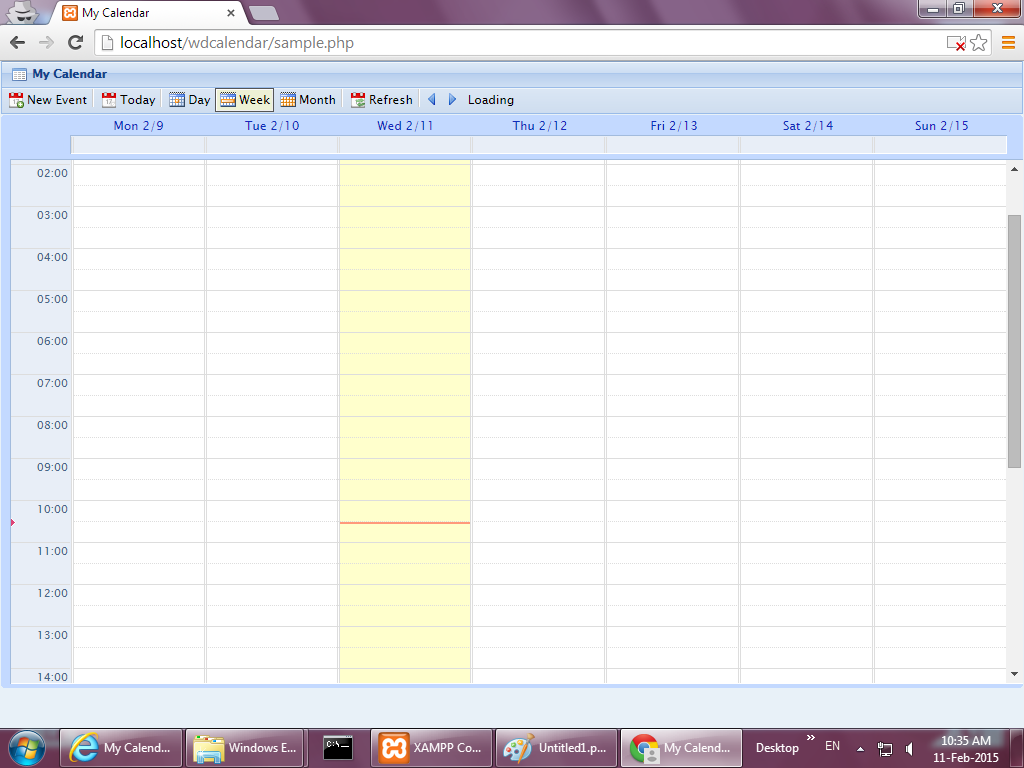 My Calendar
localhost/wdcalendar/sample.php
My Calendar
New Event Today Day Week Month Refresh Loading
Mon 2/9 Tue 2/10 Wed 2/11 Thu 2/12 Fri 2/13 Sat 2/14 Sun 2/15
02:00
03:00
04:00
05:00
06:00
07:00
08:00
09:00
10:00
11:00
12:00
13:00
14:00
My Calend... Windows E... C:\_ XAMPP Co... Untitled1.p... My Calend... Desktop » EN 10:35 AM
11-Feb-2015